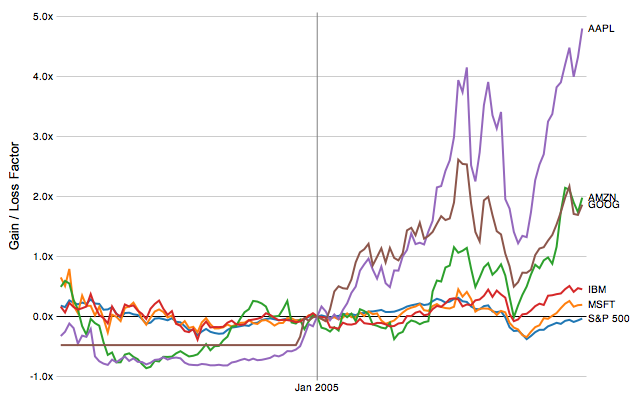 5.0x
AAPL
4.0x
3.0x
Gain / Loss Factor
2.0x
AMZN
GOOG
1.0x
IBM
MSFT
0.0x
S&P 500
-1.0x
Jan 2005